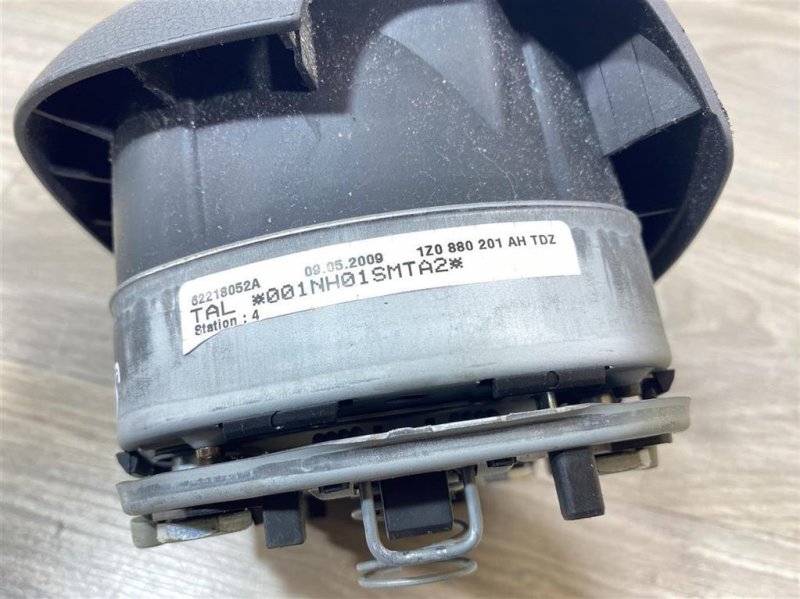 62218052A 09.05.2009 1Z0 880 201 AH TDZ
TAL *001NH01SMTA2*
Station : 4